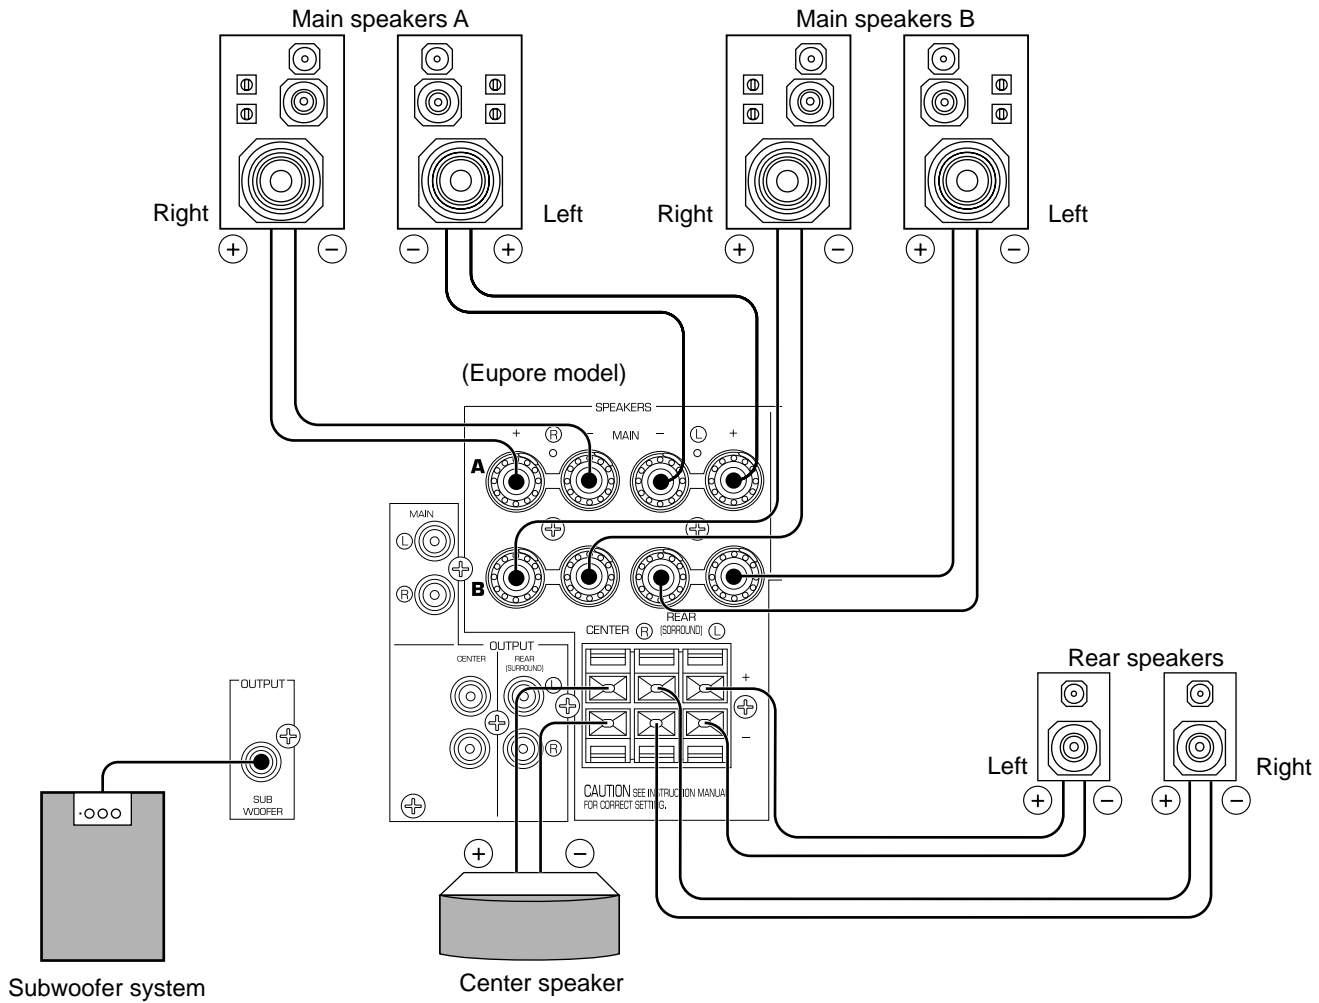 Main speakers A
Main speakers B
Right
Left
Right
Left
+ −
− +
+ −
+ −
(Eupore model)
SPEAKERS
+ R − MAIN − L +
A
MAIN
L
R
B
REAR
CENTER R (SORROUND) L
OUTPUT
CENTER
REAR
(SURROUND)
L
R
+
−
Rear speakers
OUTPUT
SUB
WOOFER
Left
Right
+ −
+ −
CAUTION SEE INSTRUCTION MANUAL
FOR CORRECT SETTING.
+ −
Subwoofer system
Center speaker